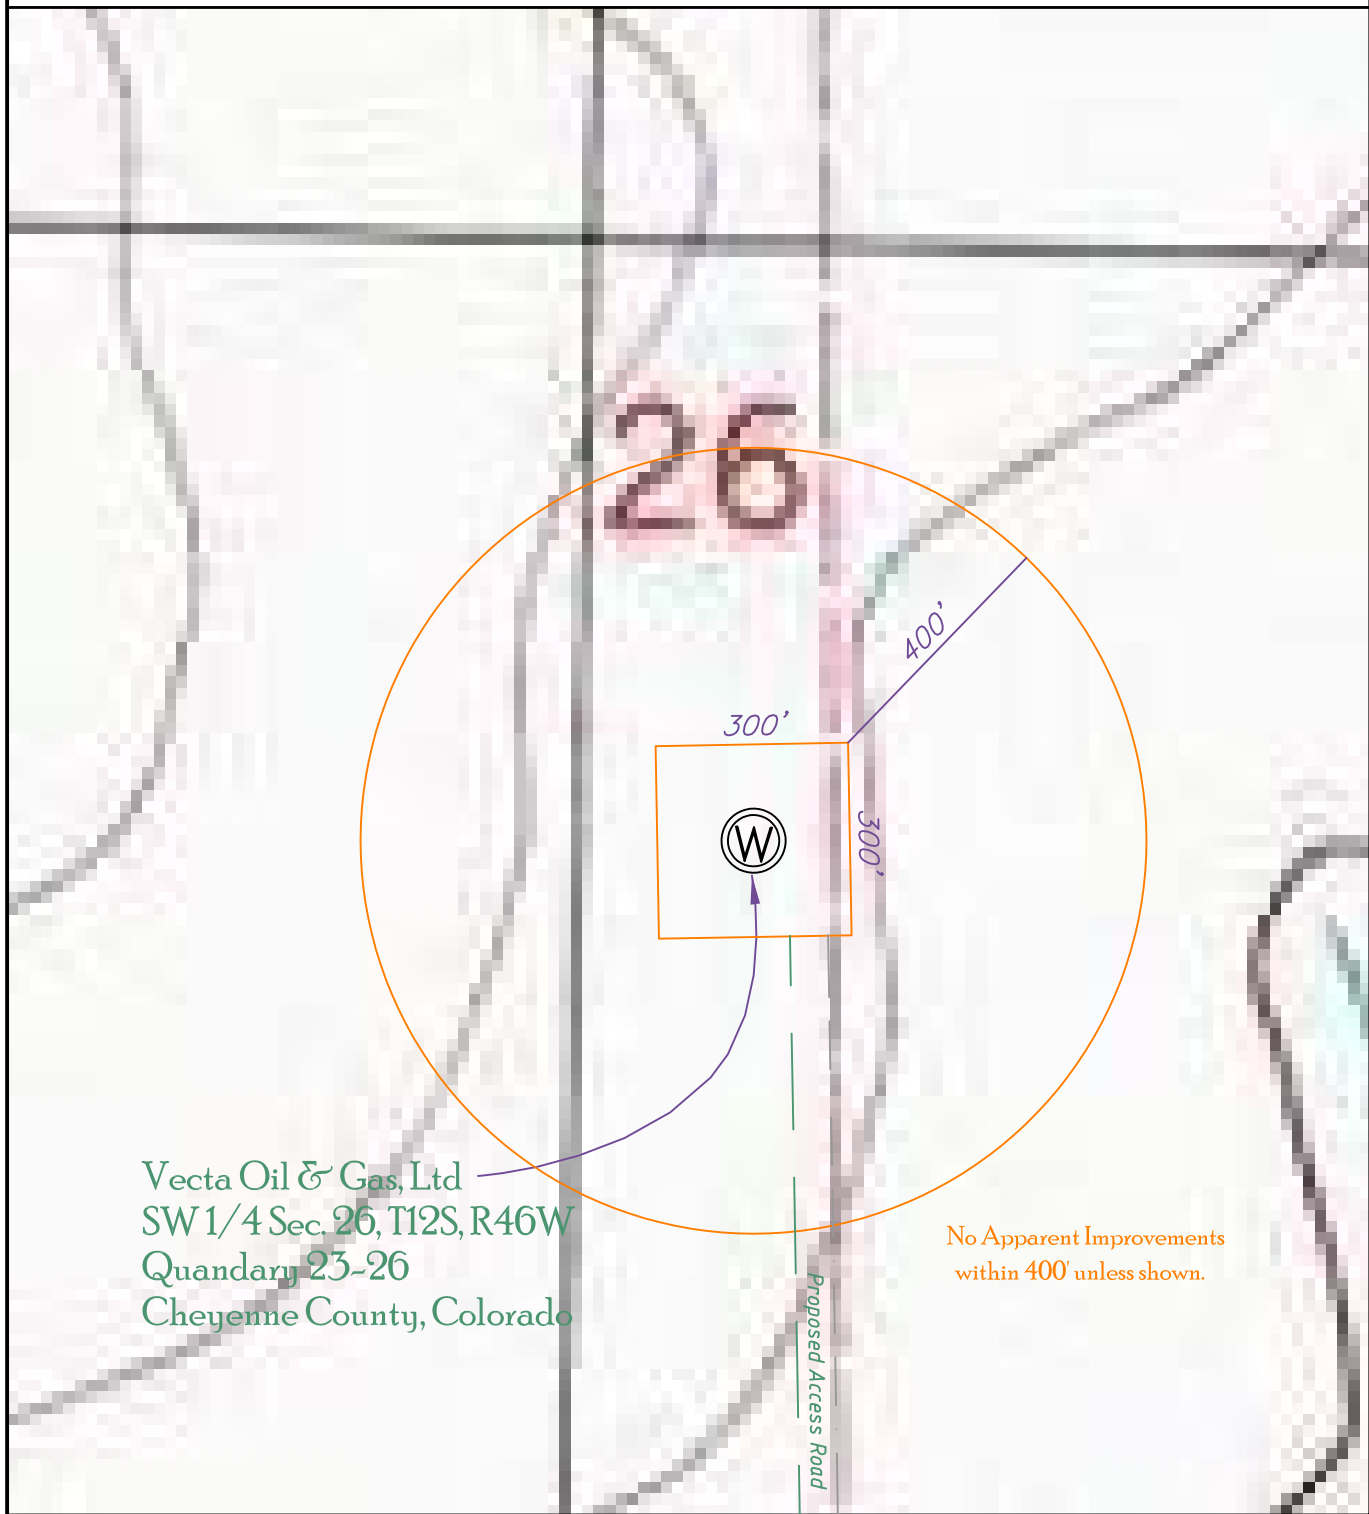 26
400'
300'
300'
W
Vecta Oil & Gas, Ltd
SW 1/4 Sec. 26, T12S, R46W
Quandary 23-26
Cheyenne County, Colorado
No Apparent Improvements
within 400' unless shown.
Proposed Access Road